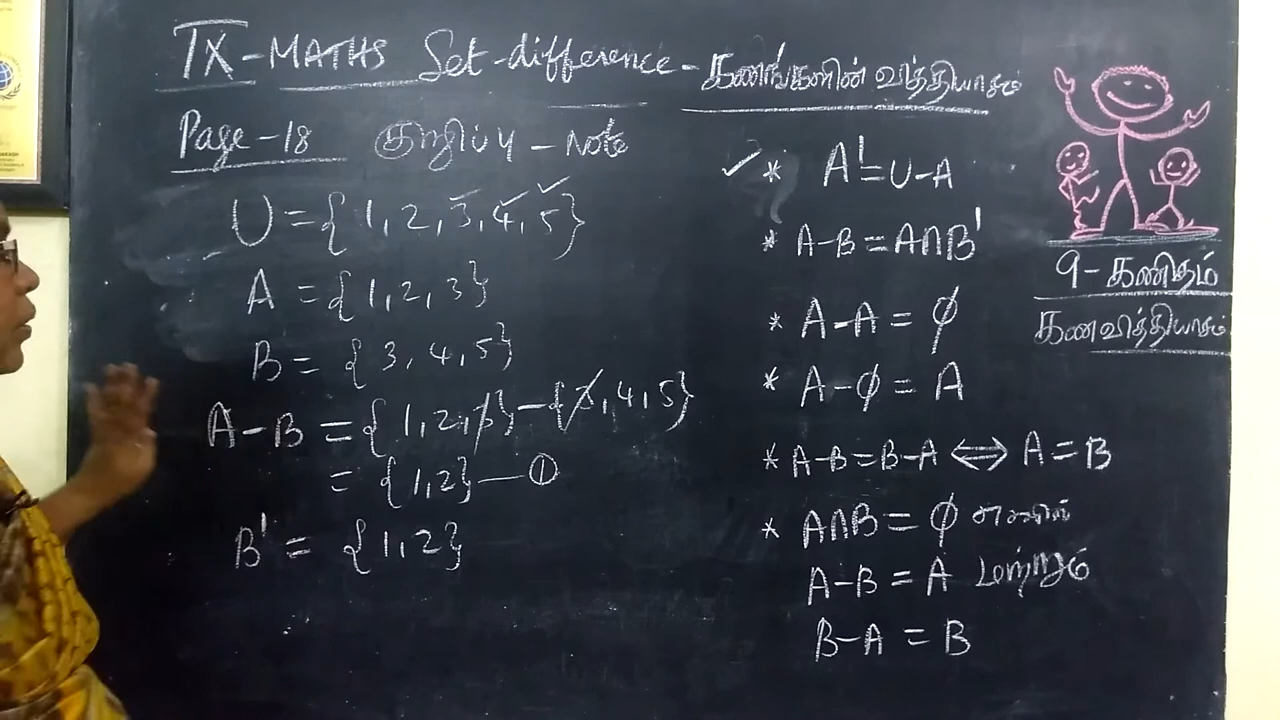 IX-MATHS Set-difference - கணங்களின் வித்தியாசம்
Page-18 குறிப்பு - Note
U = {1, 2, 3, 4, 5}
A = {1, 2, 3}
B = {3, 4, 5}
A-B = {1, 2, 3} - {3, 4, 5}
= {1, 2} — ①
B' = {1, 2}
* A' = U-A
* A-B = A∩B'
* A-A = ϕ
* A-ϕ = A
* A-B = B-A ⟺ A = B
* A∩B = ϕ எனில்
A-B = A மற்றும்
B-A = B
9-கணிதம்
கணவித்தியாசம்